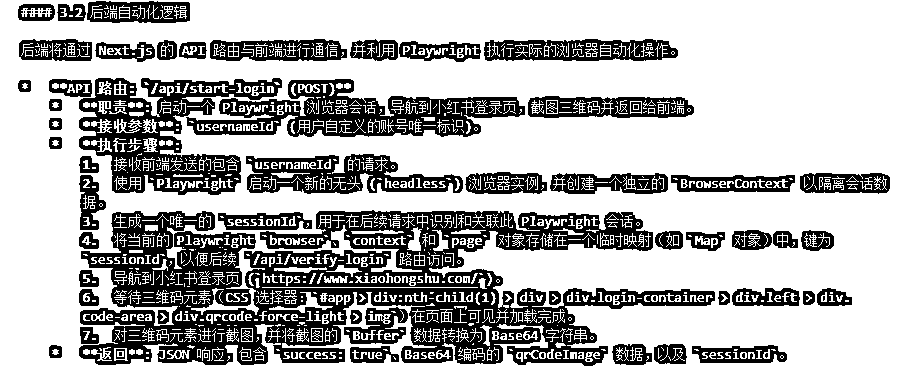 #### 3.2 后端自动化逻辑
后端将通过 Next.js 的 API 路由与前端进行通信，并利用 Playwright 执行实际的浏览器自动化操作。
*   **API 路由: `/api/start-login` (POST)**
*   **职责**: 启动一个 Playwright 浏览器会话，导航到小红书登录页，截图二维码并返回给前端。
*   **接收参数**: `usernameId` (用户自定义的账号唯一标识)。
*   **执行步骤**:
1.  接收前端发送的包含 `usernameId` 的请求。
2.  使用 `Playwright` 启动一个新的无头 (`headless`) 浏览器实例，并创建一个独立的 `BrowserContext` 以隔离会话数
据。
3.  生成一个唯一的 `sessionId`，用于在后续请求中识别和关联此 Playwright 会话。
4.  将当前的 Playwright `browser`、`context` 和 `page` 对象存储在一个临时映射（如 `Map` 对象）中，键为
`sessionId`，以便后续 `/api/verify-login` 路由访问。
5.  导航到小红书登录页 (`https://www.xiaohongshu.com/`)。
6.  等待二维码元素（CSS 选择器: `#app > div:nth-child(1) > div > div.login-container > div.left > div.
code-area > div.qrcode.force_light > img`）在页面上可见并加载完成。
7.  对二维码元素进行截图，并将截图的 `Buffer` 数据转换为 Base64 字符串。
*   **返回**: JSON 响应，包含 `success: true`、Base64 编码的 `qrCodeImage` 数据，以及 `sessionId`。